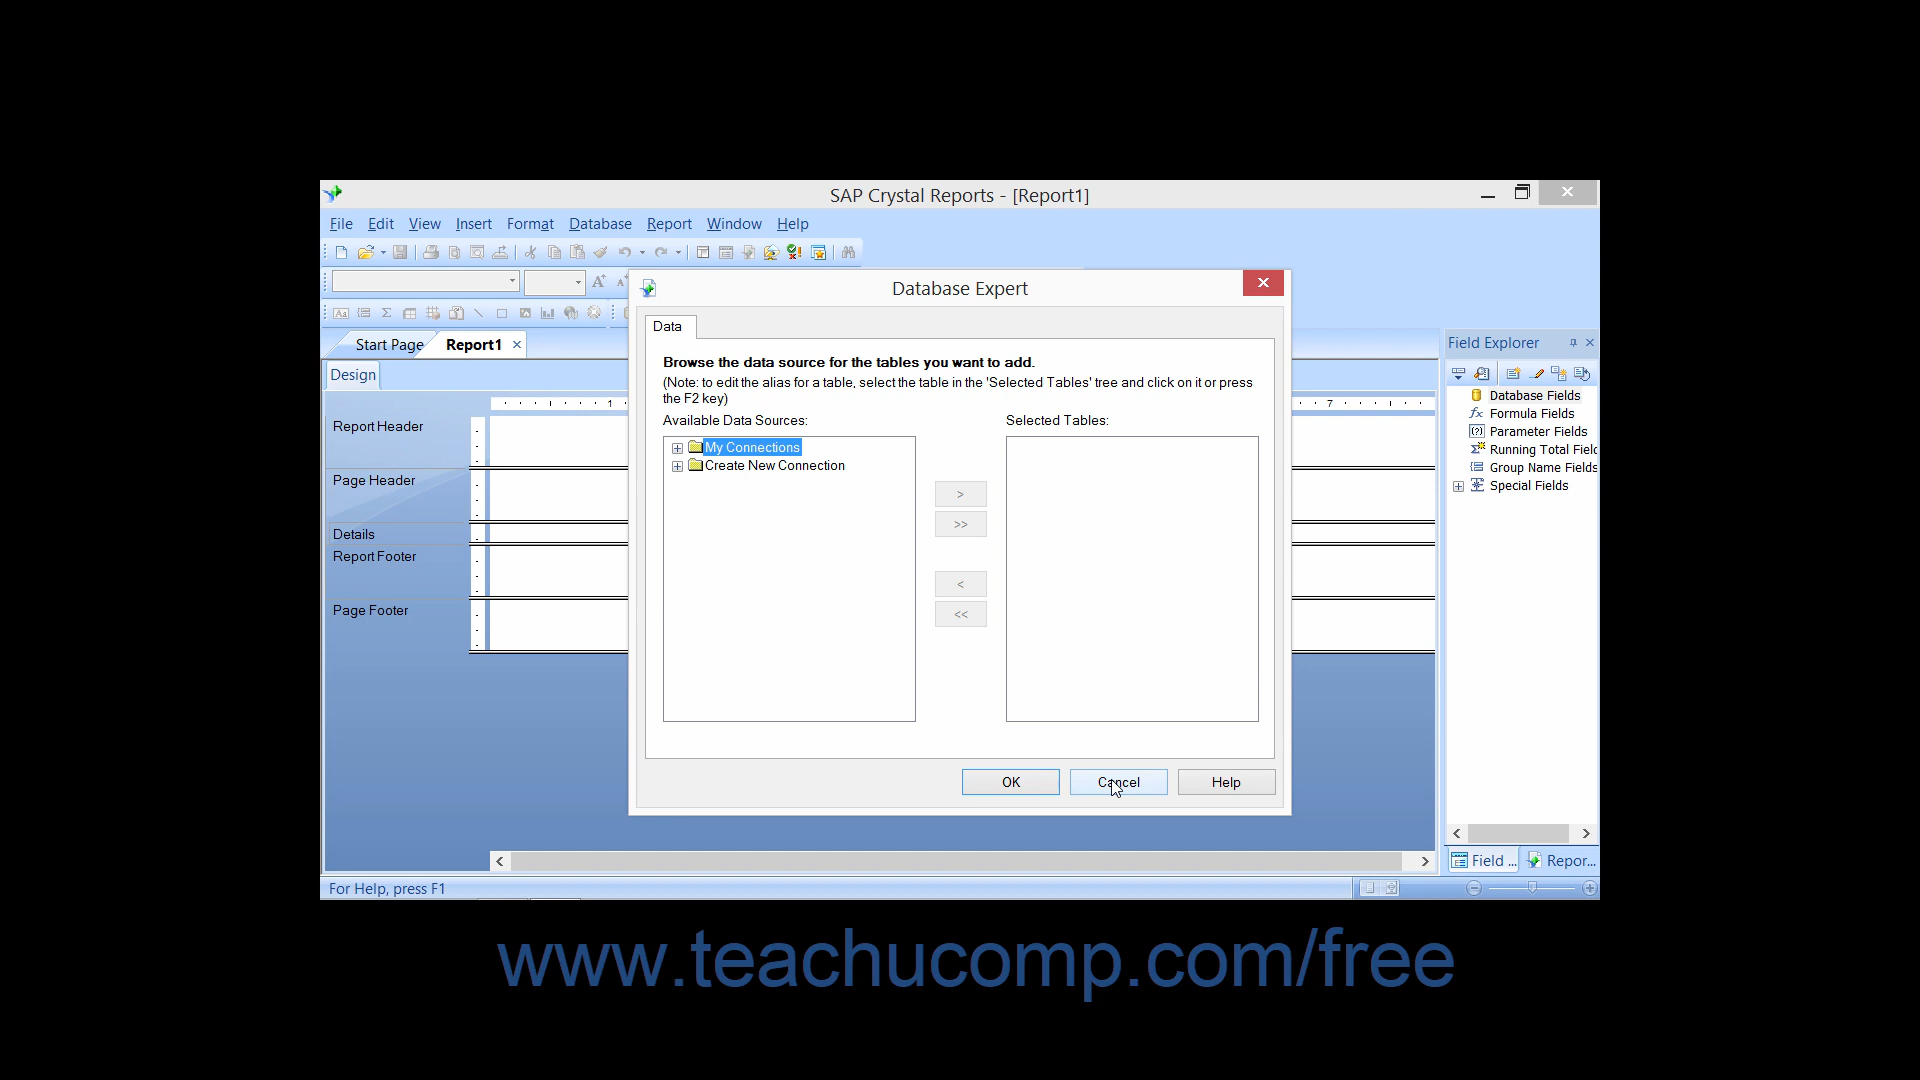 SAP Crystal Reports - [Report1]
File Edit View Insert Format Database Report Window Help
Database Expert
Start Page Report1
Design
1
7
Report Header
Page Header
Details
Report Footer
Page Footer
Data
Browse the data source for the tables you want to add.
(Note: to edit the alias for a table, select the table in the 'Selected Tables' tree and click on it or press
the F2 key)
Available Data Sources:
My Connections
Create New Connection
>
>>
<
<<
Selected Tables:
OK Cancel Help
Field Explorer
Database Fields
Formula Fields
Parameter Fields
Running Total Field
Group Name Fields
Special Fields
Field ... Repor...
For Help, press F1
www.teachucomp.com/free